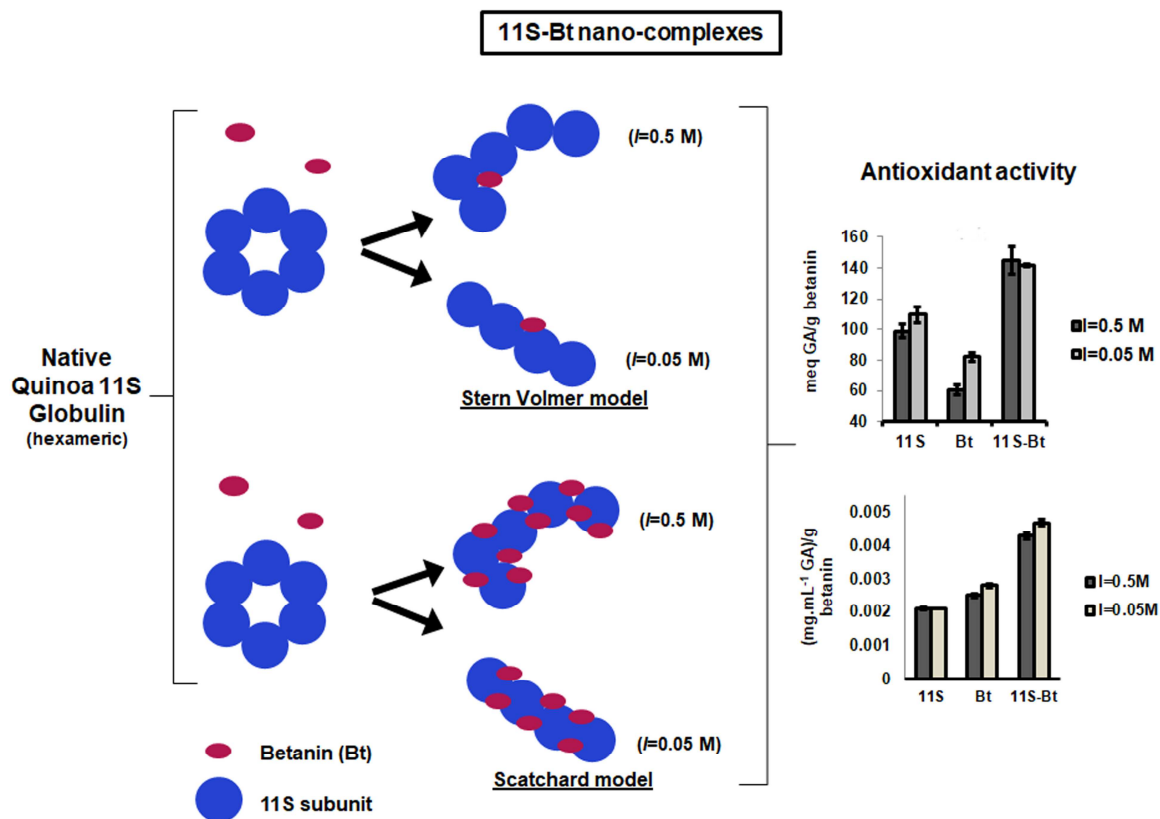 11S-Bt nano-complexes
Native
Quinoa 11S
Globulin
(hexameric)
(I=0.5 M)
(I=0.05 M)
Stern Volmer model
(I=0.5 M)
(I=0.05 M)
Scatchard model
Betanin (Bt)
11S subunit
Antioxidant activity
meq GA/g betanin
160
140
120
100
80
60
40
11S
Bt
11S-Bt
I=0.5 M
I=0.05 M
(mg.mL⁻¹ GA)/g
betanin
0.005
0.004
0.003
0.002
0.001
0
11S
Bt
11S-Bt
I=0.5M
I=0.05M